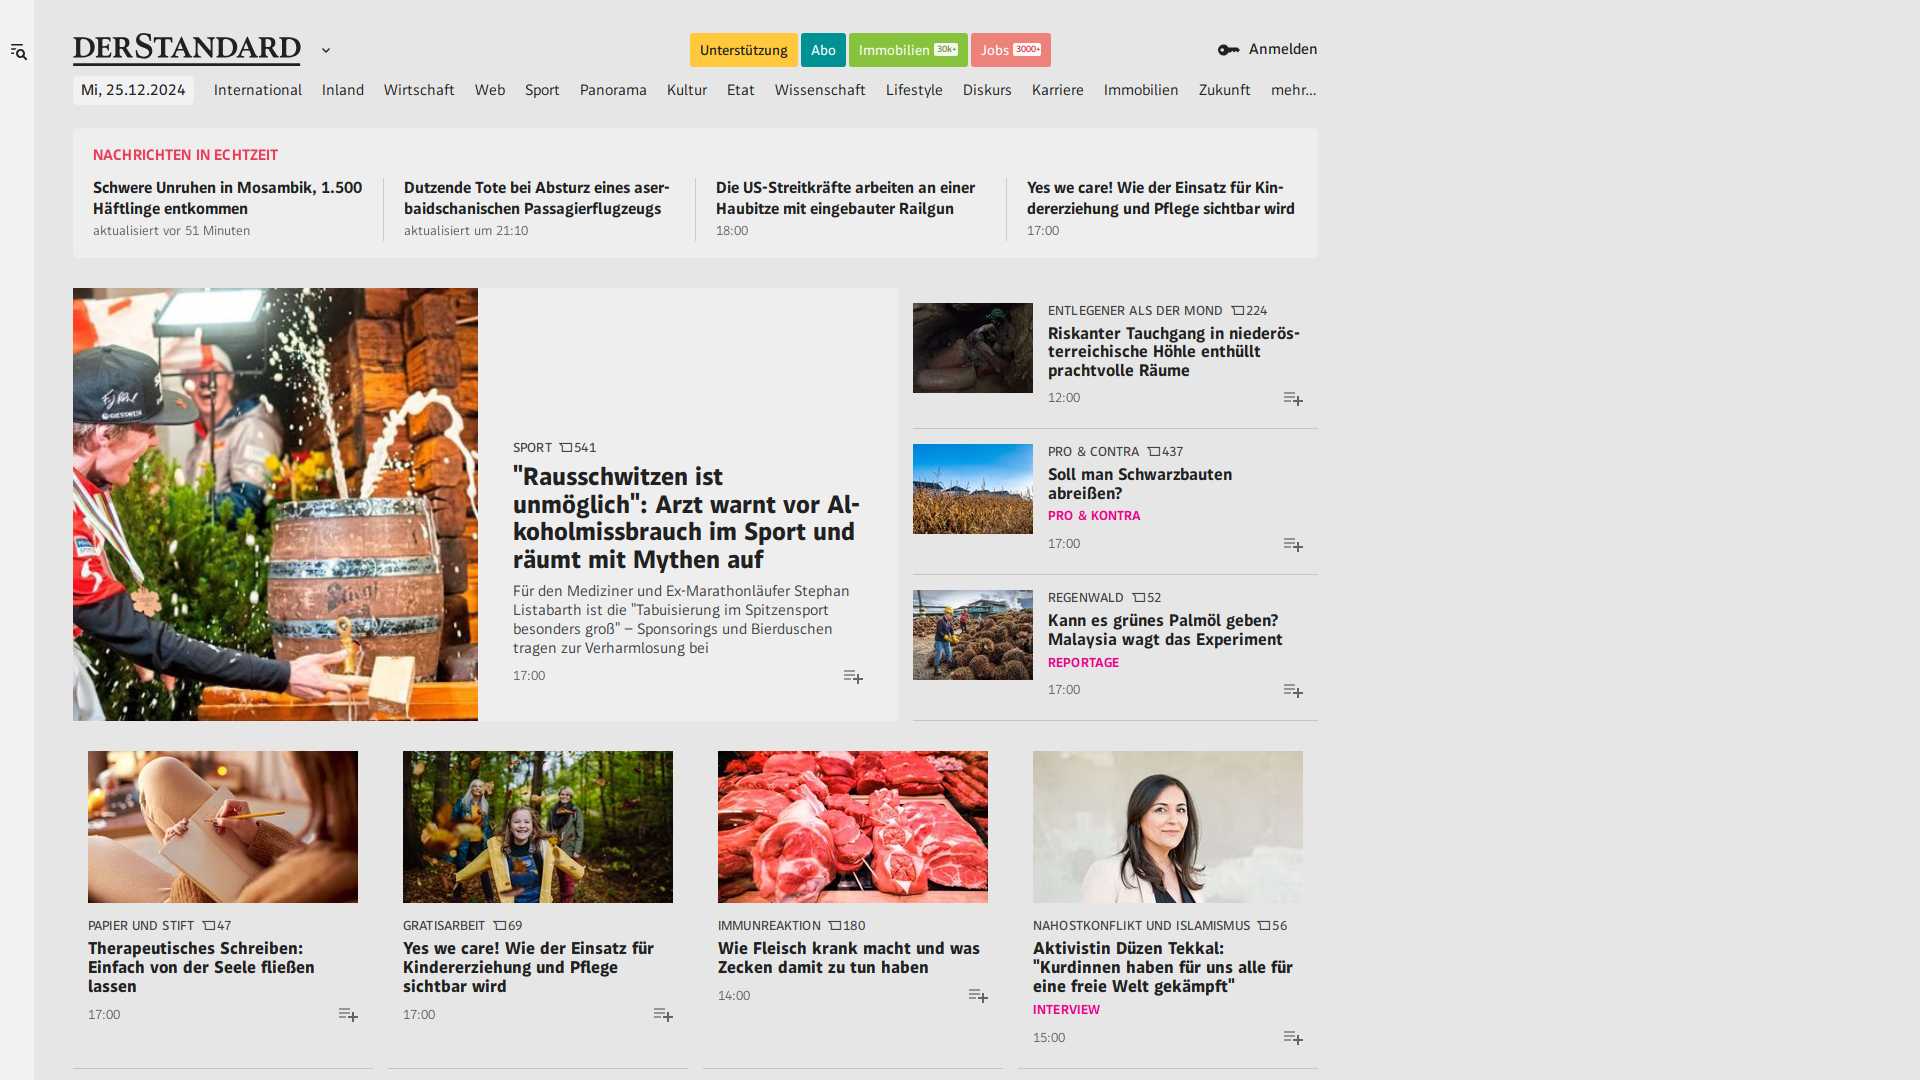 DERSTANDARD
Unterstützung
Abo
Immobilien 30k+
Jobs 3000+
Anmelden
Mi, 25.12.2024
International
Inland
Wirtschaft
Web
Sport
Panorama
Kultur
Etat
Wissenschaft
Lifestyle
Diskurs
Karriere
Immobilien
Zukunft
mehr…
NACHRICHTEN IN ECHTZEIT
Schwere Unruhen in Mosambik, 1.500
Häftlinge entkommen
aktualisiert vor 51 Minuten
Dutzende Tote bei Absturz eines aser-
baidschanischen Passagierflugzeugs
aktualisiert um 21:10
Die US-Streitkräfte arbeiten an einer
Haubitze mit eingebauter Railgun
18:00
Yes we care! Wie der Einsatz für Kin-
dererziehung und Pflege sichtbar wird
17:00
SPORT 541
"Rausschwitzen ist
unmöglich": Arzt warnt vor Al-
koholmissbrauch im Sport und
räumt mit Mythen auf
Für den Mediziner und Ex-Marathonläufer Stephan
Listabarth ist die "Tabuisierung im Spitzensport
besonders groß" – Sponsorings und Bierduschen
tragen zur Verharmlosung bei
17:00
ENTLEGENER ALS DER MOND 224
Riskanter Tauchgang in niederös-
terreichische Höhle enthüllt
prachtvolle Räume
12:00
PRO & CONTRA 437
Soll man Schwarzbauten
abreißen?
PRO & KONTRA
17:00
REGENWALD 52
Kann es grünes Palmöl geben?
Malaysia wagt das Experiment
REPORTAGE
17:00
PAPIER UND STIFT 47
Therapeutisches Schreiben:
Einfach von der Seele fließen
lassen
17:00
GRATISARBEIT 69
Yes we care! Wie der Einsatz für
Kindererziehung und Pflege
sichtbar wird
17:00
IMMUNREAKTION 180
Wie Fleisch krank macht und was
Zecken damit zu tun haben
14:00
NAHOSTKONFLIKT UND ISLAMISMUS 56
Aktivistin Düzen Tekkal:
"Kurdinnen haben für uns alle für
eine freie Welt gekämpft"
INTERVIEW
15:00